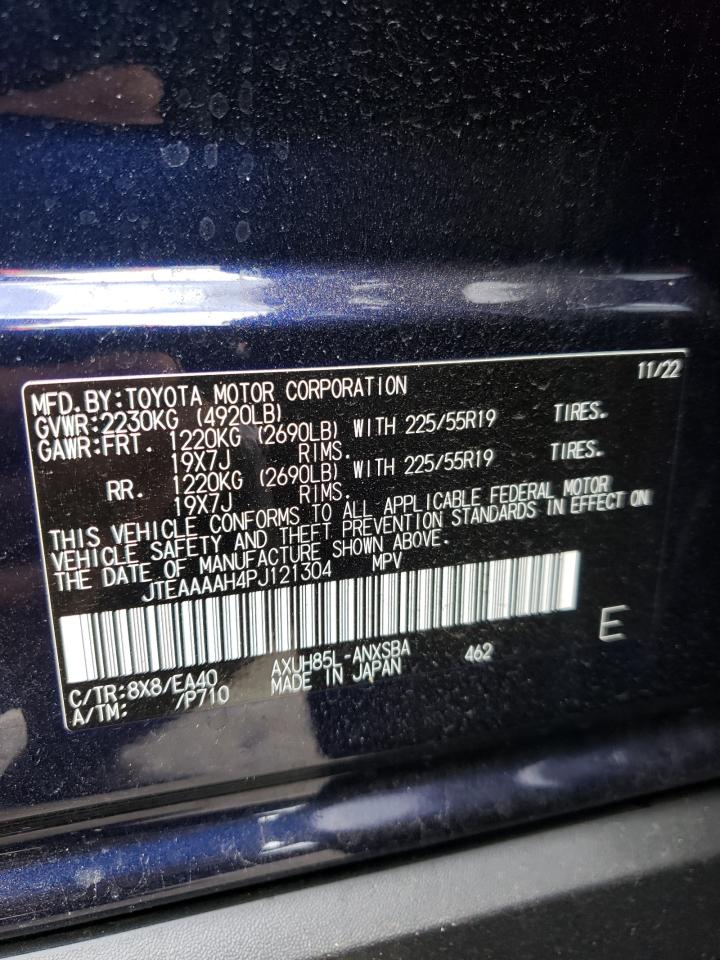 MFD.BY:TOYOTA MOTOR CORPORATION 11/22
GVWR:2230KG (4920LB)
GAWR:FRT. 1220KG (2690LB) WITH 225/55R19 TIRES.
19X7J RIMS.
RR. 1220KG (2690LB) WITH 225/55R19 TIRES.
19X7J RIMS.
THIS VEHICLE CONFORMS TO ALL APPLICABLE FEDERAL MOTOR
VEHICLE SAFETY AND THEFT PREVENTION STANDARDS IN EFFECT ON
THE DATE OF MANUFACTURE SHOWN ABOVE.
JTEAAAAH4PJ121304 MPV
E
C/TR:8X8/EA40 AXUH85L-ANXSBA 462
A/TM: /P710 MADE IN JAPAN